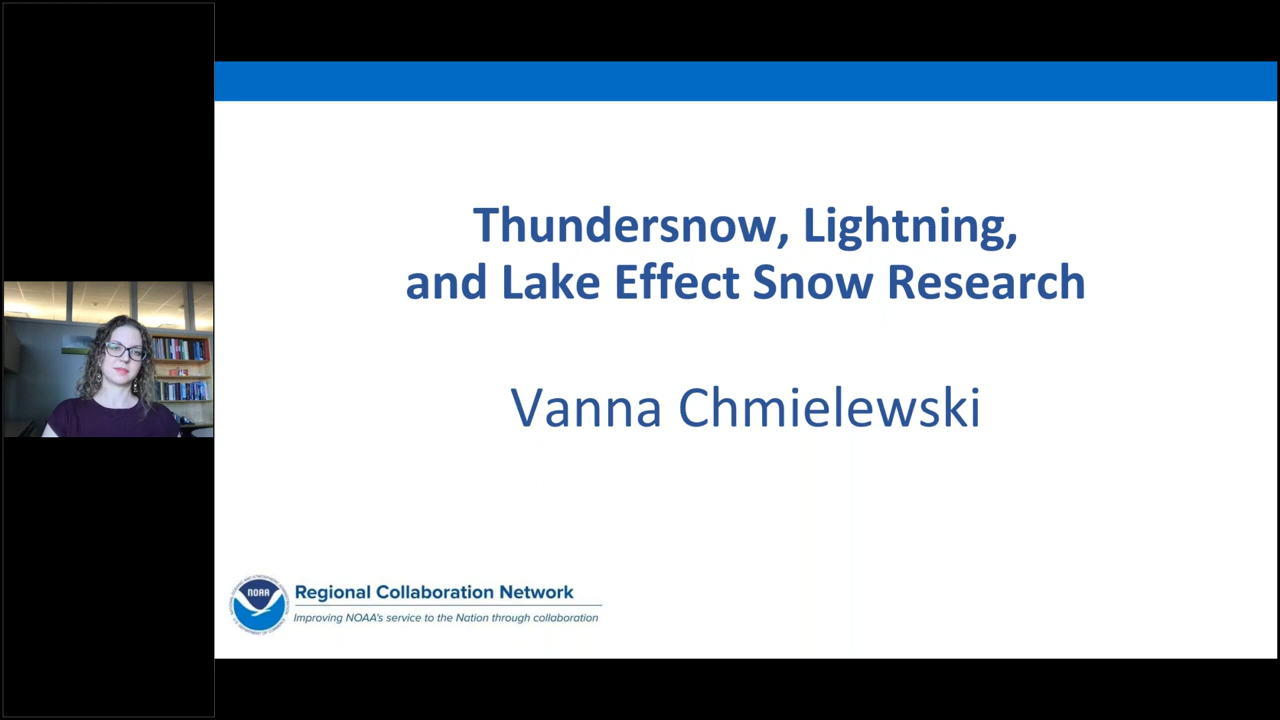 Thundersnow, Lightning,
and Lake Effect Snow Research
Vanna Chmielewski
NOAA
Regional Collaboration Network
Improving NOAA's service to the Nation through collaboration